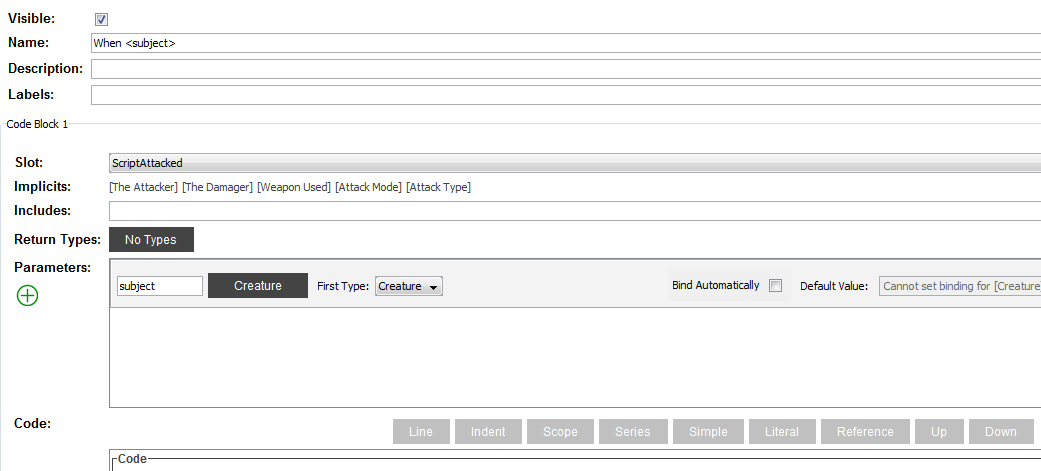 Visible:
Name: When <subject>
Description:
Labels:
Code Block 1
Slot: ScriptAttacked
Implicits: [The Attacker] [The Damager] [Weapon Used] [Attack Mode] [Attack Type]
Includes:
Return Types: No Types
Parameters:
subject Creature First Type: Creature Bind Automatically Default Value: Cannot set binding for [Creature
Code: Line Indent Scope Series Simple Literal Reference Up Down
Code